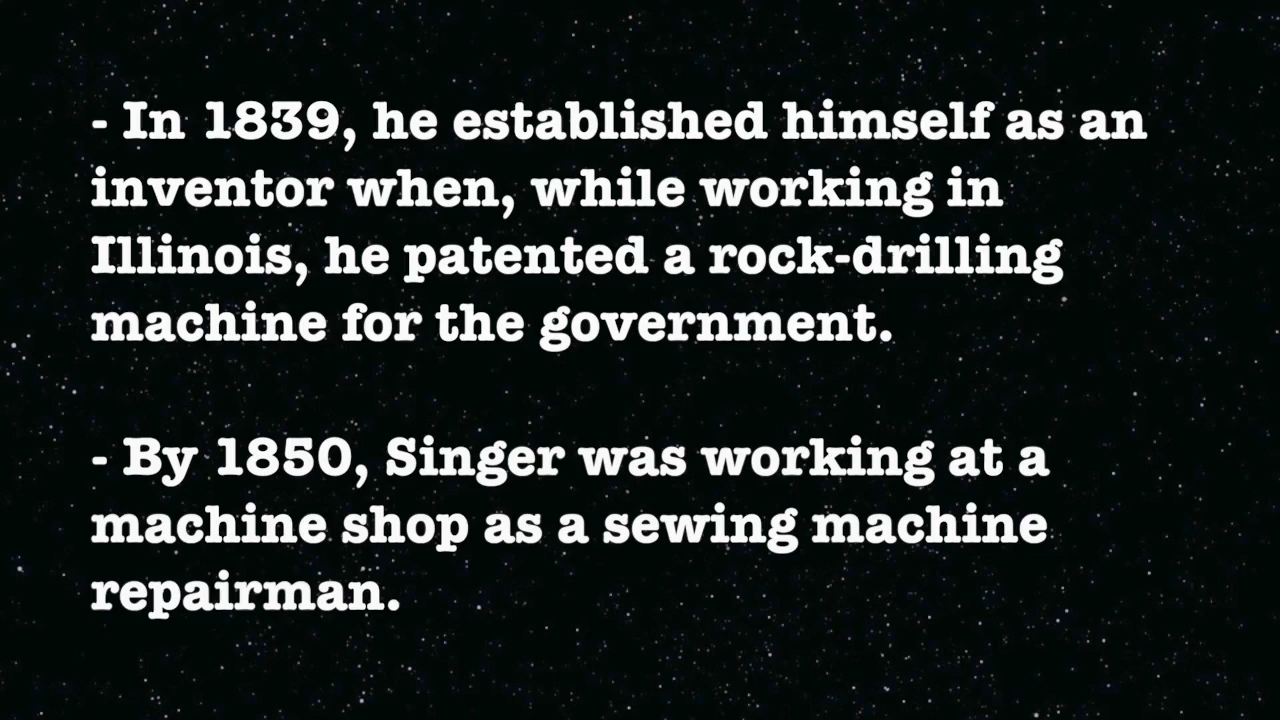 - In 1839, he established himself as an
inventor when, while working in
Illinois, he patented a rock-drilling
machine for the government.
- By 1850, Singer was working at a
machine shop as a sewing machine
repairman.